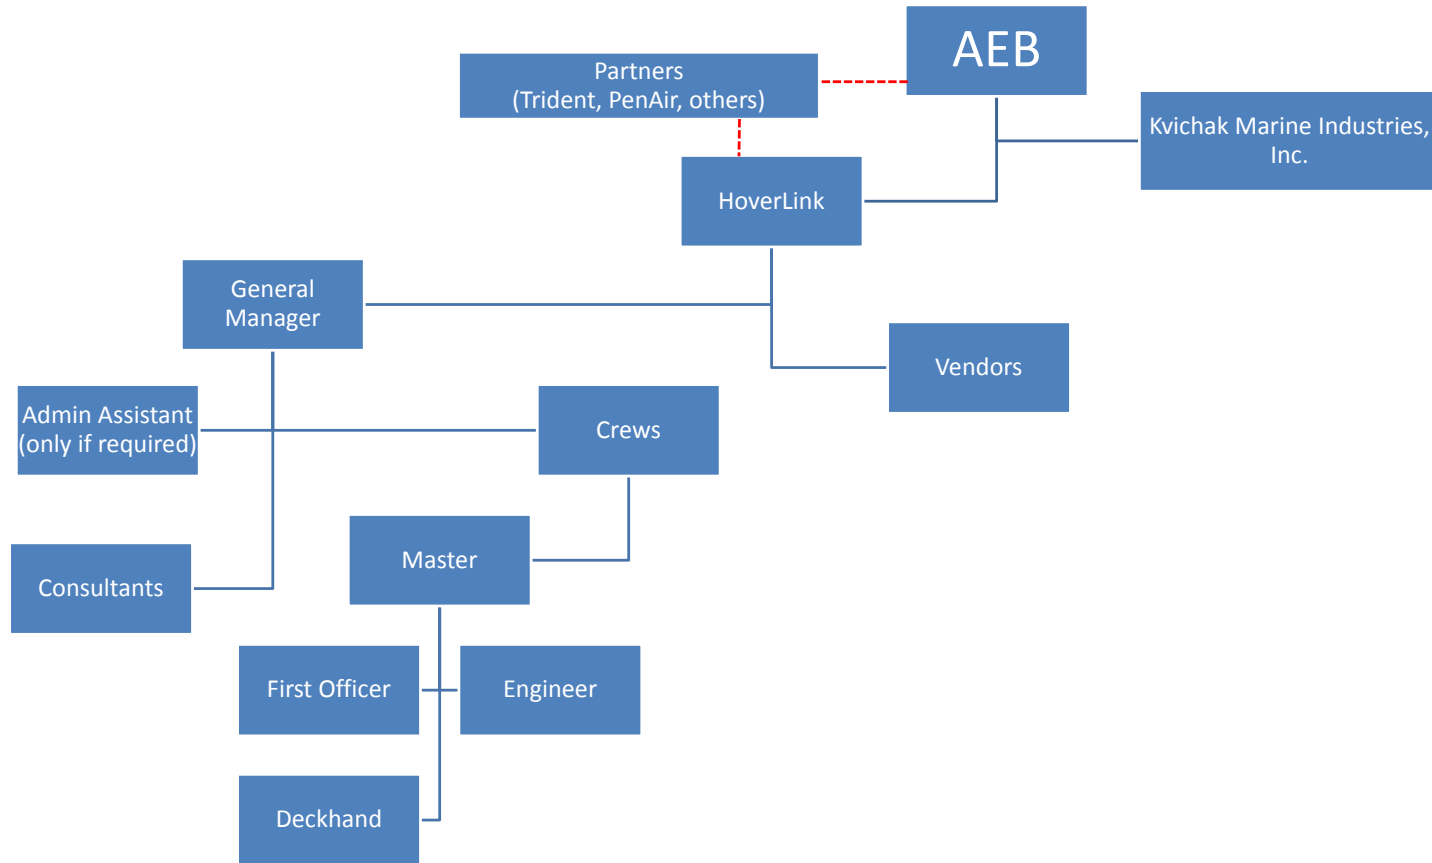 AEB
Partners
(Trident, PenAir, others)
Kvichak Marine Industries,
Inc.
HoverLink
General
Manager
Vendors
Admin Assistant
(only if required)
Crews
Master
Consultants
First Officer
Engineer
Deckhand